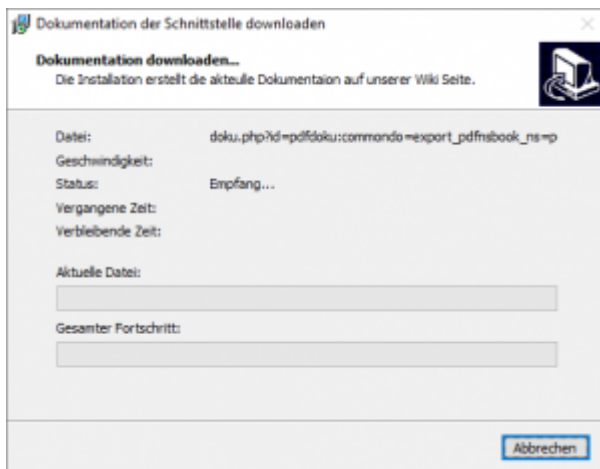 Dokumentation der Schnittstelle downloaden
Dokumentation downloaden...
Die Installation erstellt die akteulle Dokumentaion auf unserer Wiki Seite.
Datei: doku.php?id=pdfdoku:commondo=export_pdfnsbook_ns=p
Geschwindigkeit:
Status: Empfang...
Vergangene Zeit:
Verbleibende Zeit:
Aktuelle Datei:
Gesamter Fortschritt:
Abbrechen